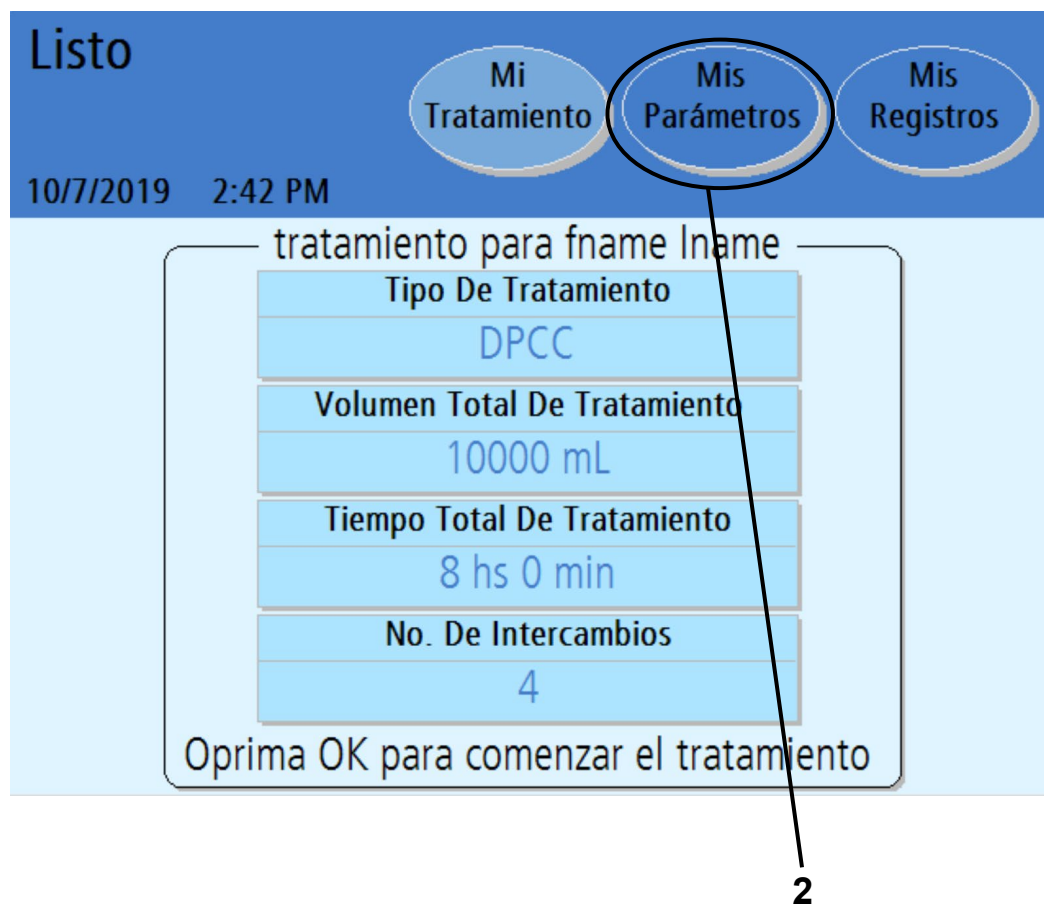 Listo
Mi
Tratamiento
Mis
Parámetros
Mis
Registros
10/7/2019 2:42 PM
tratamiento para fname lname
Tipo De Tratamiento
DPCC
Volumen Total De Tratamiento
10000 mL
Tiempo Total De Tratamiento
8 hs 0 min
No. De Intercambios
4
Oprima OK para comenzar el tratamiento
2